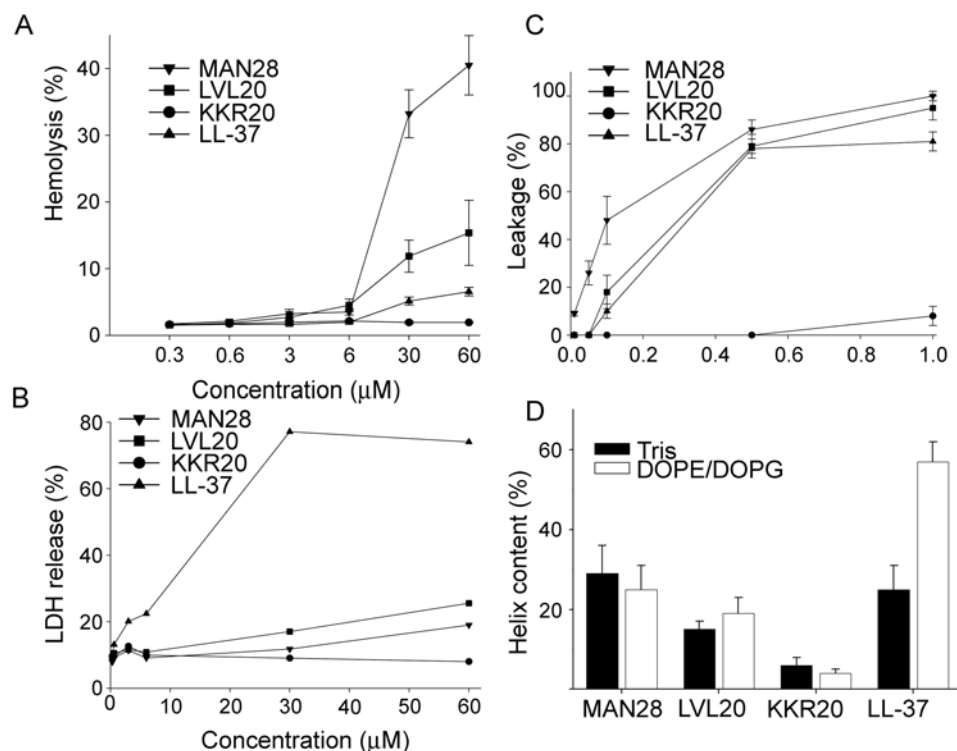 A
Hemolysis (%)
40
30
20
10
0
MAN28
LVL20
KKR20
LL-37
0.3 0.6 3 6 30 60
Concentration (μM)
B
LDH release (%)
80
60
40
20
0
MAN28
LVL20
KKR20
LL-37
0 10 20 30 40 50 60
Concentration (μM)
C
Leakage (%)
100
80
60
40
20
0
MAN28
LVL20
KKR20
LL-37
0.0 0.2 0.4 0.6 0.8 1.0
D
Helix content (%)
60
40
20
Tris
DOPE/DOPG
MAN28 LVL20 KKR20 LL-37